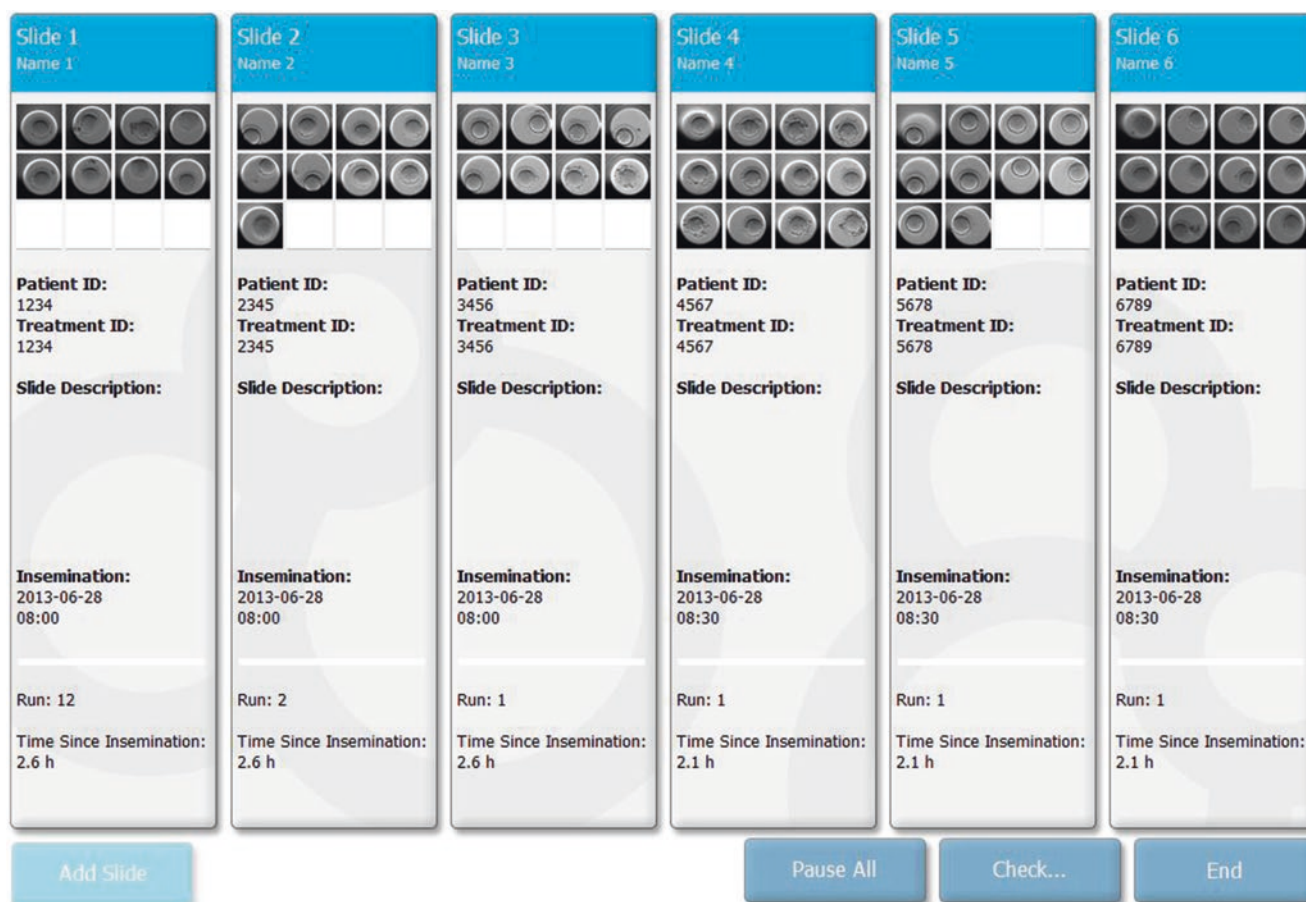 Slide 1
Name 1
Patient ID:
1234
Treatment ID:
1234
Slide Description:
Insemination:
2013-06-28
08:00
Run: 12
Time Since Insemination:
2.6 h
Slide 2
Name 2
Patient ID:
2345
Treatment ID:
2345
Slide Description:
Insemination:
2013-06-28
08:00
Run: 2
Time Since Insemination:
2.6 h
Slide 3
Name 3
Patient ID:
3456
Treatment ID:
3456
Slide Description:
Insemination:
2013-06-28
08:00
Run: 1
Time Since Insemination:
2.6 h
Slide 4
Name 4
Patient ID:
4567
Treatment ID:
4567
Slide Description:
Insemination:
2013-06-28
08:30
Run: 1
Time Since Insemination:
2.1 h
Slide 5
Name 5
Patient ID:
5678
Treatment ID:
5678
Slide Description:
Insemination:
2013-06-28
08:30
Run: 1
Time Since Insemination:
2.1 h
Slide 6
Name 6
Patient ID:
6789
Treatment ID:
6789
Slide Description:
Insemination:
2013-06-28
08:30
Run: 1
Time Since Insemination:
2.1 h
Add Slide
Pause All
Check...
End